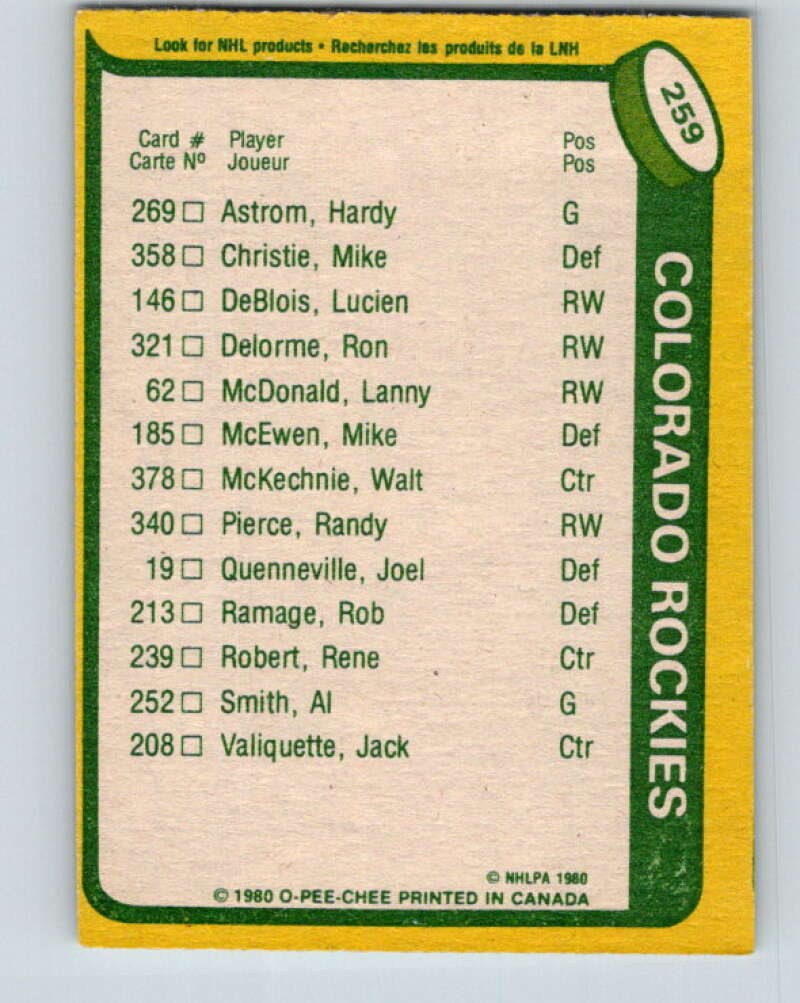 Look for NHL products • Recherchez les produits de la LNH
259
Card # Player Pos
Carte Nº Joueur Pos
269 □ Astrom, Hardy G
358 □ Christie, Mike Def
146 □ DeBlois, Lucien RW
321 □ Delorme, Ron RW
62 □ McDonald, Lanny RW
185 □ McEwen, Mike Def
378 □ McKechnie, Walt Ctr
340 □ Pierce, Randy RW
19 □ Quenneville, Joel Def
213 □ Ramage, Rob Def
239 □ Robert, Rene Ctr
252 □ Smith, Al G
208 □ Valiquette, Jack Ctr
COLORADO ROCKIES
© NHLPA 1980
© 1980 O-PEE-CHEE PRINTED IN CANADA